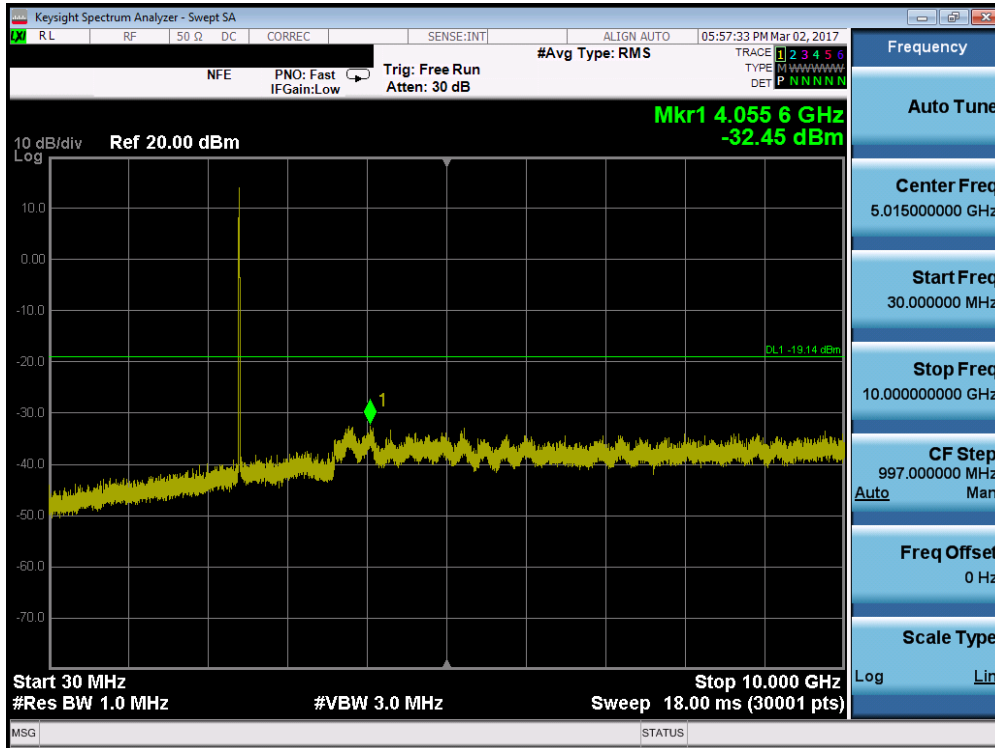 Keysight Spectrum Analyzer - Swept SA
LXI RL RF 50 Ω DC CORREC SENSE:INT ALIGN AUTO 05:57:33 PM Mar 02, 2017
NFE PNO: Fast IFGain:Low Trig: Free Run Atten: 30 dB #Avg Type: RMS
TRACE 1 2 3 4 5 6
TYPE M W W W W W
DET P N N N N N
Mkr1 4.055 6 GHz
-32.45 dBm
10 dB/div Ref 20.00 dBm
Log
10.0
0.00
-10.0
-20.0
-30.0
-40.0
-50.0
-60.0
-70.0
DL1 -19.14 dBm
1
Start 30 MHz Stop 10.000 GHz
#Res BW 1.0 MHz #VBW 3.0 MHz Sweep 18.00 ms (30001 pts)
MSG STATUS
Frequency
Auto Tune
Center Freq
5.015000000 GHz
Start Freq
30.000000 MHz
Stop Freq
10.000000000 GHz
CF Step
997.000000 MHz
Auto Man
Freq Offset
0 Hz
Scale Type
Log Lin